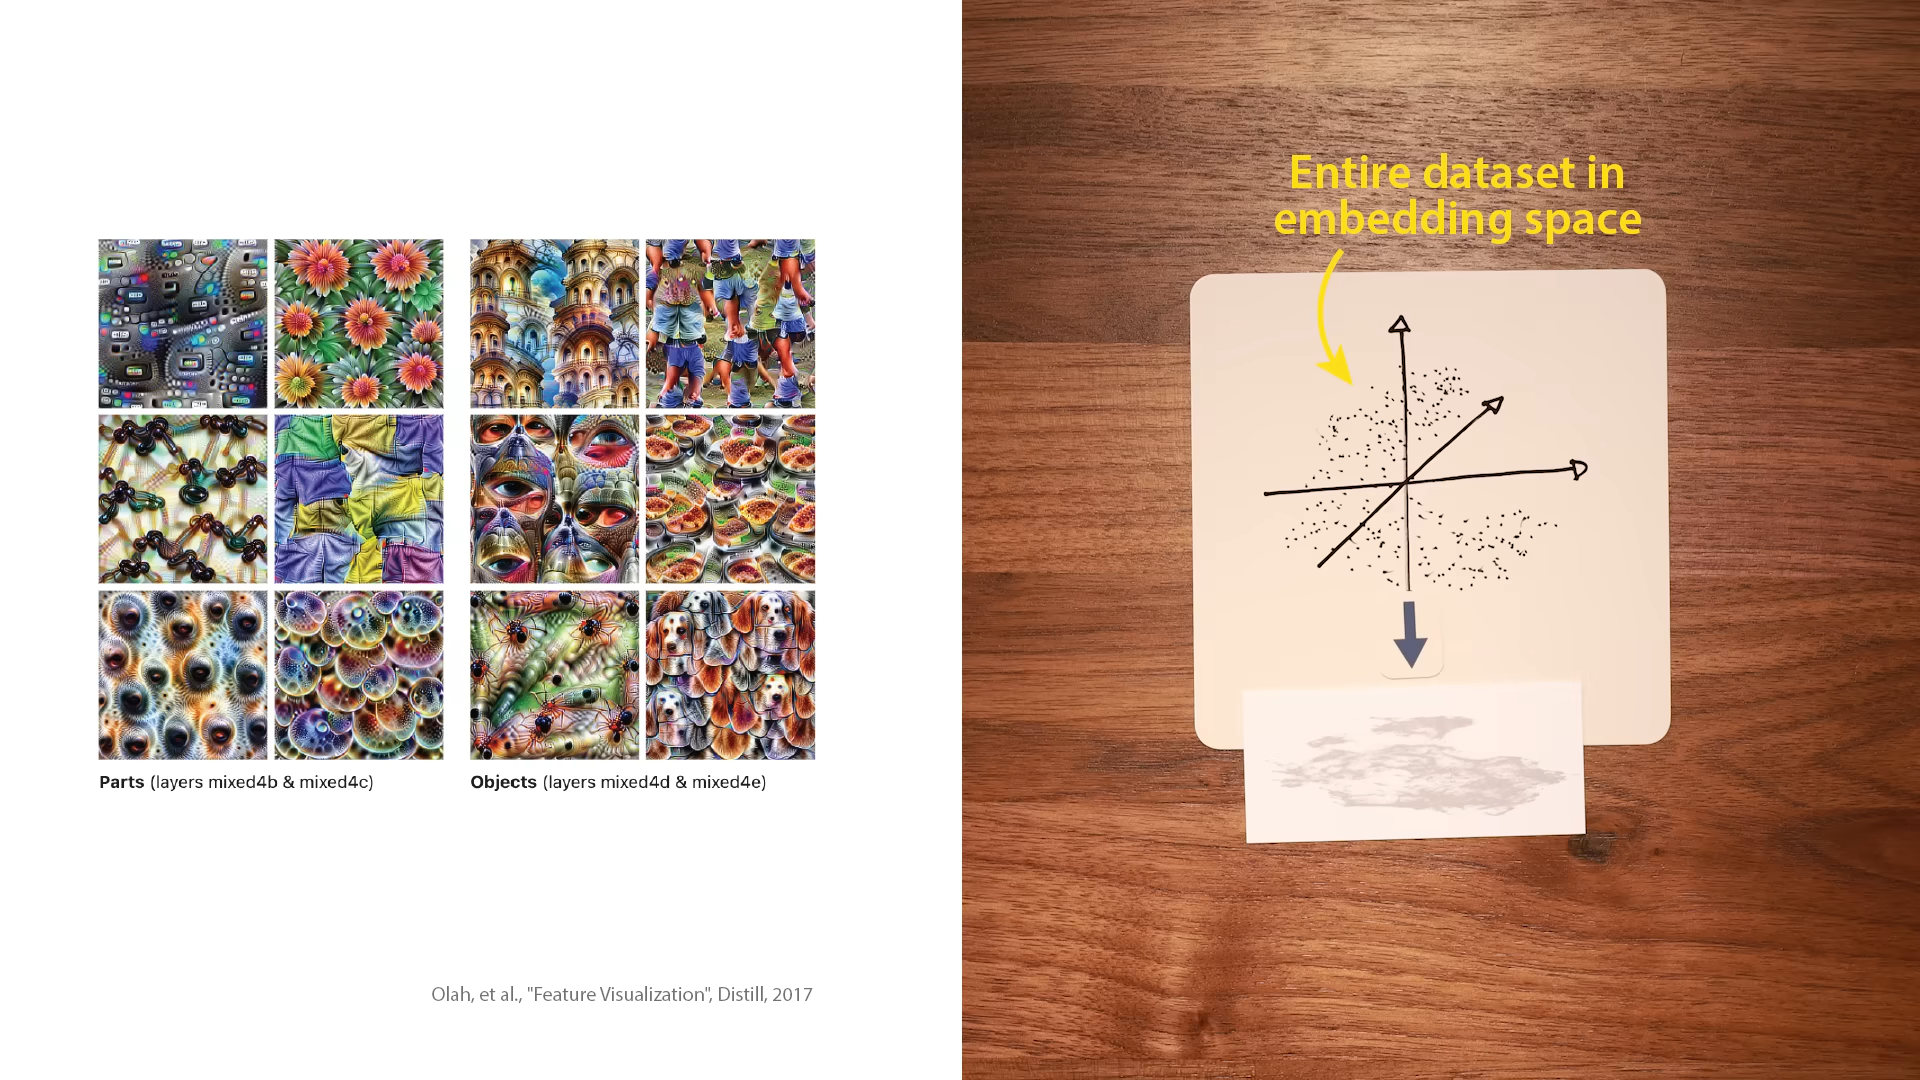 Parts (layers mixed4b & mixed4c)
Objects (layers mixed4d & mixed4e)
Olah, et al., "Feature Visualization", Distill, 2017
Entire dataset in
embedding space